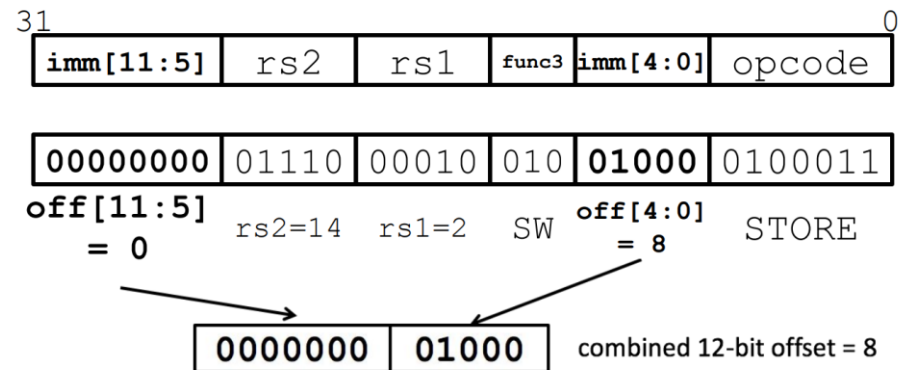 31 0
imm[11:5] rs2 rs1 func3 imm[4:0] opcode
00000000 01110 00010 010 01000 0100011
off[11:5] = 0 rs2=14 rs1=2 SW off[4:0] = 8 STORE
0000000 01000 combined 12-bit offset = 8